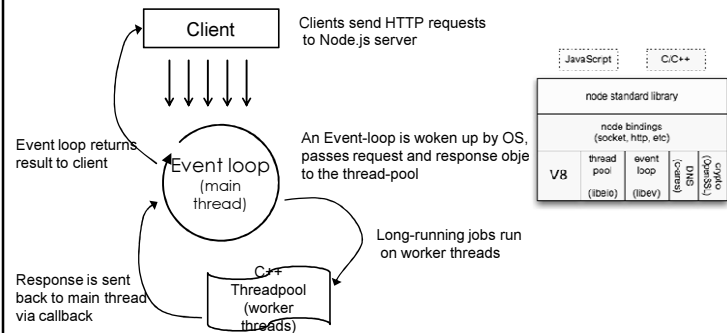 Client
Clients send HTTP requests
to Node.js server
Event loop returns
result to client
Event loop
(main
thread)
An Event-loop is woken up by OS,
passes request and response obje
to the thread-pool
Long-running jobs run
on worker threads
Response is sent
back to main thread
via callback
C++
Threadpool
(worker
threads)
JavaScript
C/C++
node standard library
node bindings
(socket, http, etc)
V8
thread
pool
(libeio)
event
loop
(libev)
DNS
(c-ares)
crypto
(OpenSSL)